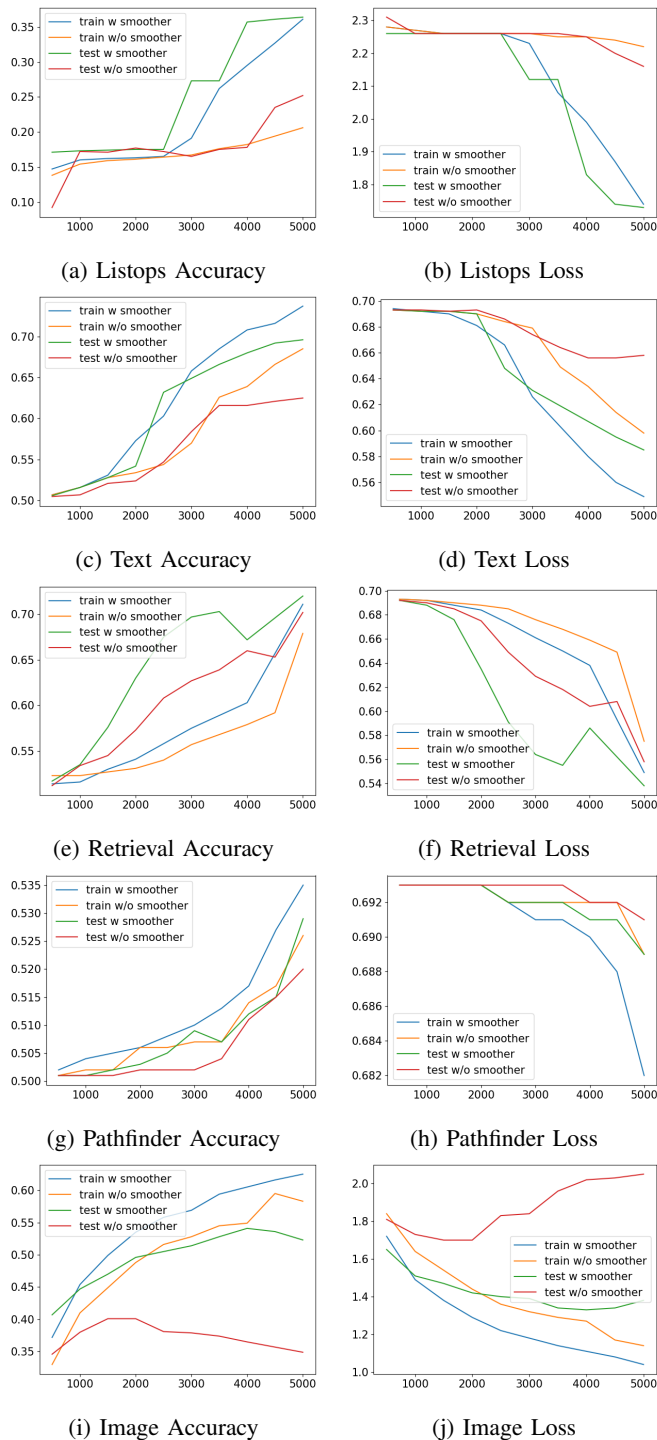 train w smoother
train w/o smoother
test w smoother
test w/o smoother
0.35
0.30
0.25
0.20
0.15
0.10
1000 2000 3000 4000 5000
(a) Listops Accuracy
2.3
2.2
2.1
2.0
1.9
1.8
train w smoother
train w/o smoother
test w smoother
test w/o smoother
1000 2000 3000 4000 5000
(b) Listops Loss
train w smoother
train w/o smoother
test w smoother
test w/o smoother
0.70
0.65
0.60
0.55
0.50
1000 2000 3000 4000 5000
(c) Text Accuracy
0.70
0.68
0.66
0.64
0.62
0.60
0.58
0.56
train w smoother
train w/o smoother
test w smoother
test w/o smoother
1000 2000 3000 4000 5000
(d) Text Loss
train w smoother
train w/o smoother
test w smoother
test w/o smoother
0.70
0.65
0.60
0.55
1000 2000 3000 4000 5000
(e) Retrieval Accuracy
0.70
0.68
0.66
0.64
0.62
0.60
0.58
0.56
0.54
train w smoother
train w/o smoother
test w smoother
test w/o smoother
1000 2000 3000 4000 5000
(f) Retrieval Loss
train w smoother
train w/o smoother
test w smoother
test w/o smoother
0.535
0.530
0.525
0.520
0.515
0.510
0.505
0.500
1000 2000 3000 4000 5000
(g) Pathfinder Accuracy
0.692
0.690
0.688
0.686
0.684
0.682
train w smoother
train w/o smoother
test w smoother
test w/o smoother
1000 2000 3000 4000 5000
(h) Pathfinder Loss
train w smoother
train w/o smoother
test w smoother
test w/o smoother
0.60
0.55
0.50
0.45
0.40
0.35
1000 2000 3000 4000 5000
(i) Image Accuracy
2.0
1.8
1.6
1.4
1.2
1.0
train w smoother
train w/o smoother
test w smoother
test w/o smoother
1000 2000 3000 4000 5000
(j) Image Loss